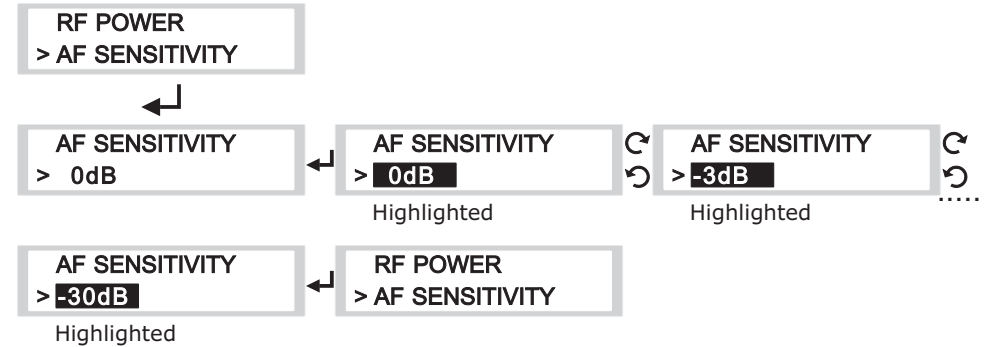 RF POWER
> AF SENSITIVITY
AF SENSITIVITY
> 0dB
AF SENSITIVITY
> 0dB
Highlighted
AF SENSITIVITY
> -3dB
Highlighted
.....
AF SENSITIVITY
> -30dB
Highlighted
RF POWER
> AF SENSITIVITY